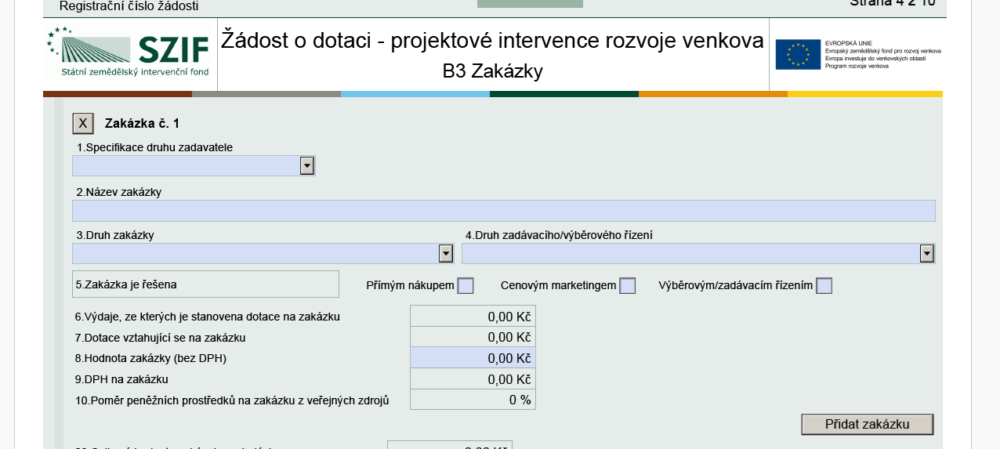 Registrační číslo žádosti
Strana 4 z 10
SZIF
Státní zemědělský intervenční fond
Žádost o dotaci - projektové intervence rozvoje venkova
B3 Zakázky
EVROPSKÁ UNIE
Evropský zemědělský fond pro rozvoj venkova
Evropa investuje do venkovských oblastí
Program rozvoje venkova
X Zakázka č. 1
1.Specifikace druhu zadavatele
2.Název zakázky
3.Druh zakázky 4.Druh zadávacího/výběrového řízení
5.Zakázka je řešena Přímým nákupem Cenovým marketingem Výběrovým/zadávacím řízením
6.Výdaje, ze kterých je stanovena dotace na zakázku 0,00 Kč
7.Dotace vztahující se na zakázku 0,00 Kč
8.Hodnota zakázky (bez DPH) 0,00 Kč
9.DPH na zakázku 0,00 Kč
10.Poměr peněžních prostředků na zakázku z veřejných zdrojů 0 %
Přidat zakázku